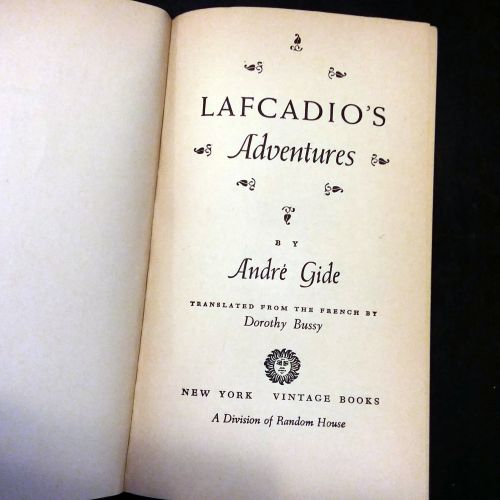 LAFCADIO'S
Adventures
BY
André Gide
TRANSLATED FROM THE FRENCH BY
Dorothy Bussy
NEW YORK VINTAGE BOOKS
A Division of Random House